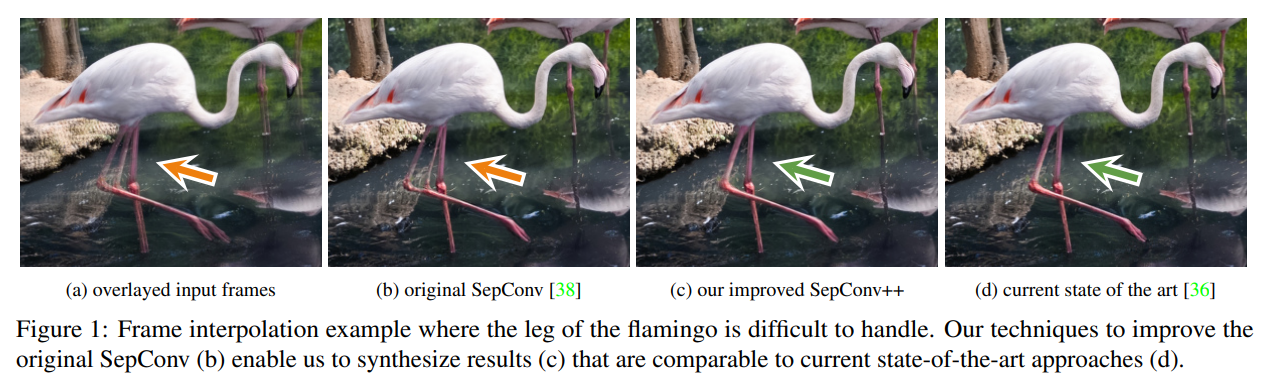 (a) overlayed input frames
(b) original SepConv [38]
(c) our improved SepConv++
(d) current state of the art [36]
Figure 1: Frame interpolation example where the leg of the flamingo is difficult to handle. Our techniques to improve the
original SepConv (b) enable us to synthesize results (c) that are comparable to current state-of-the-art approaches (d).